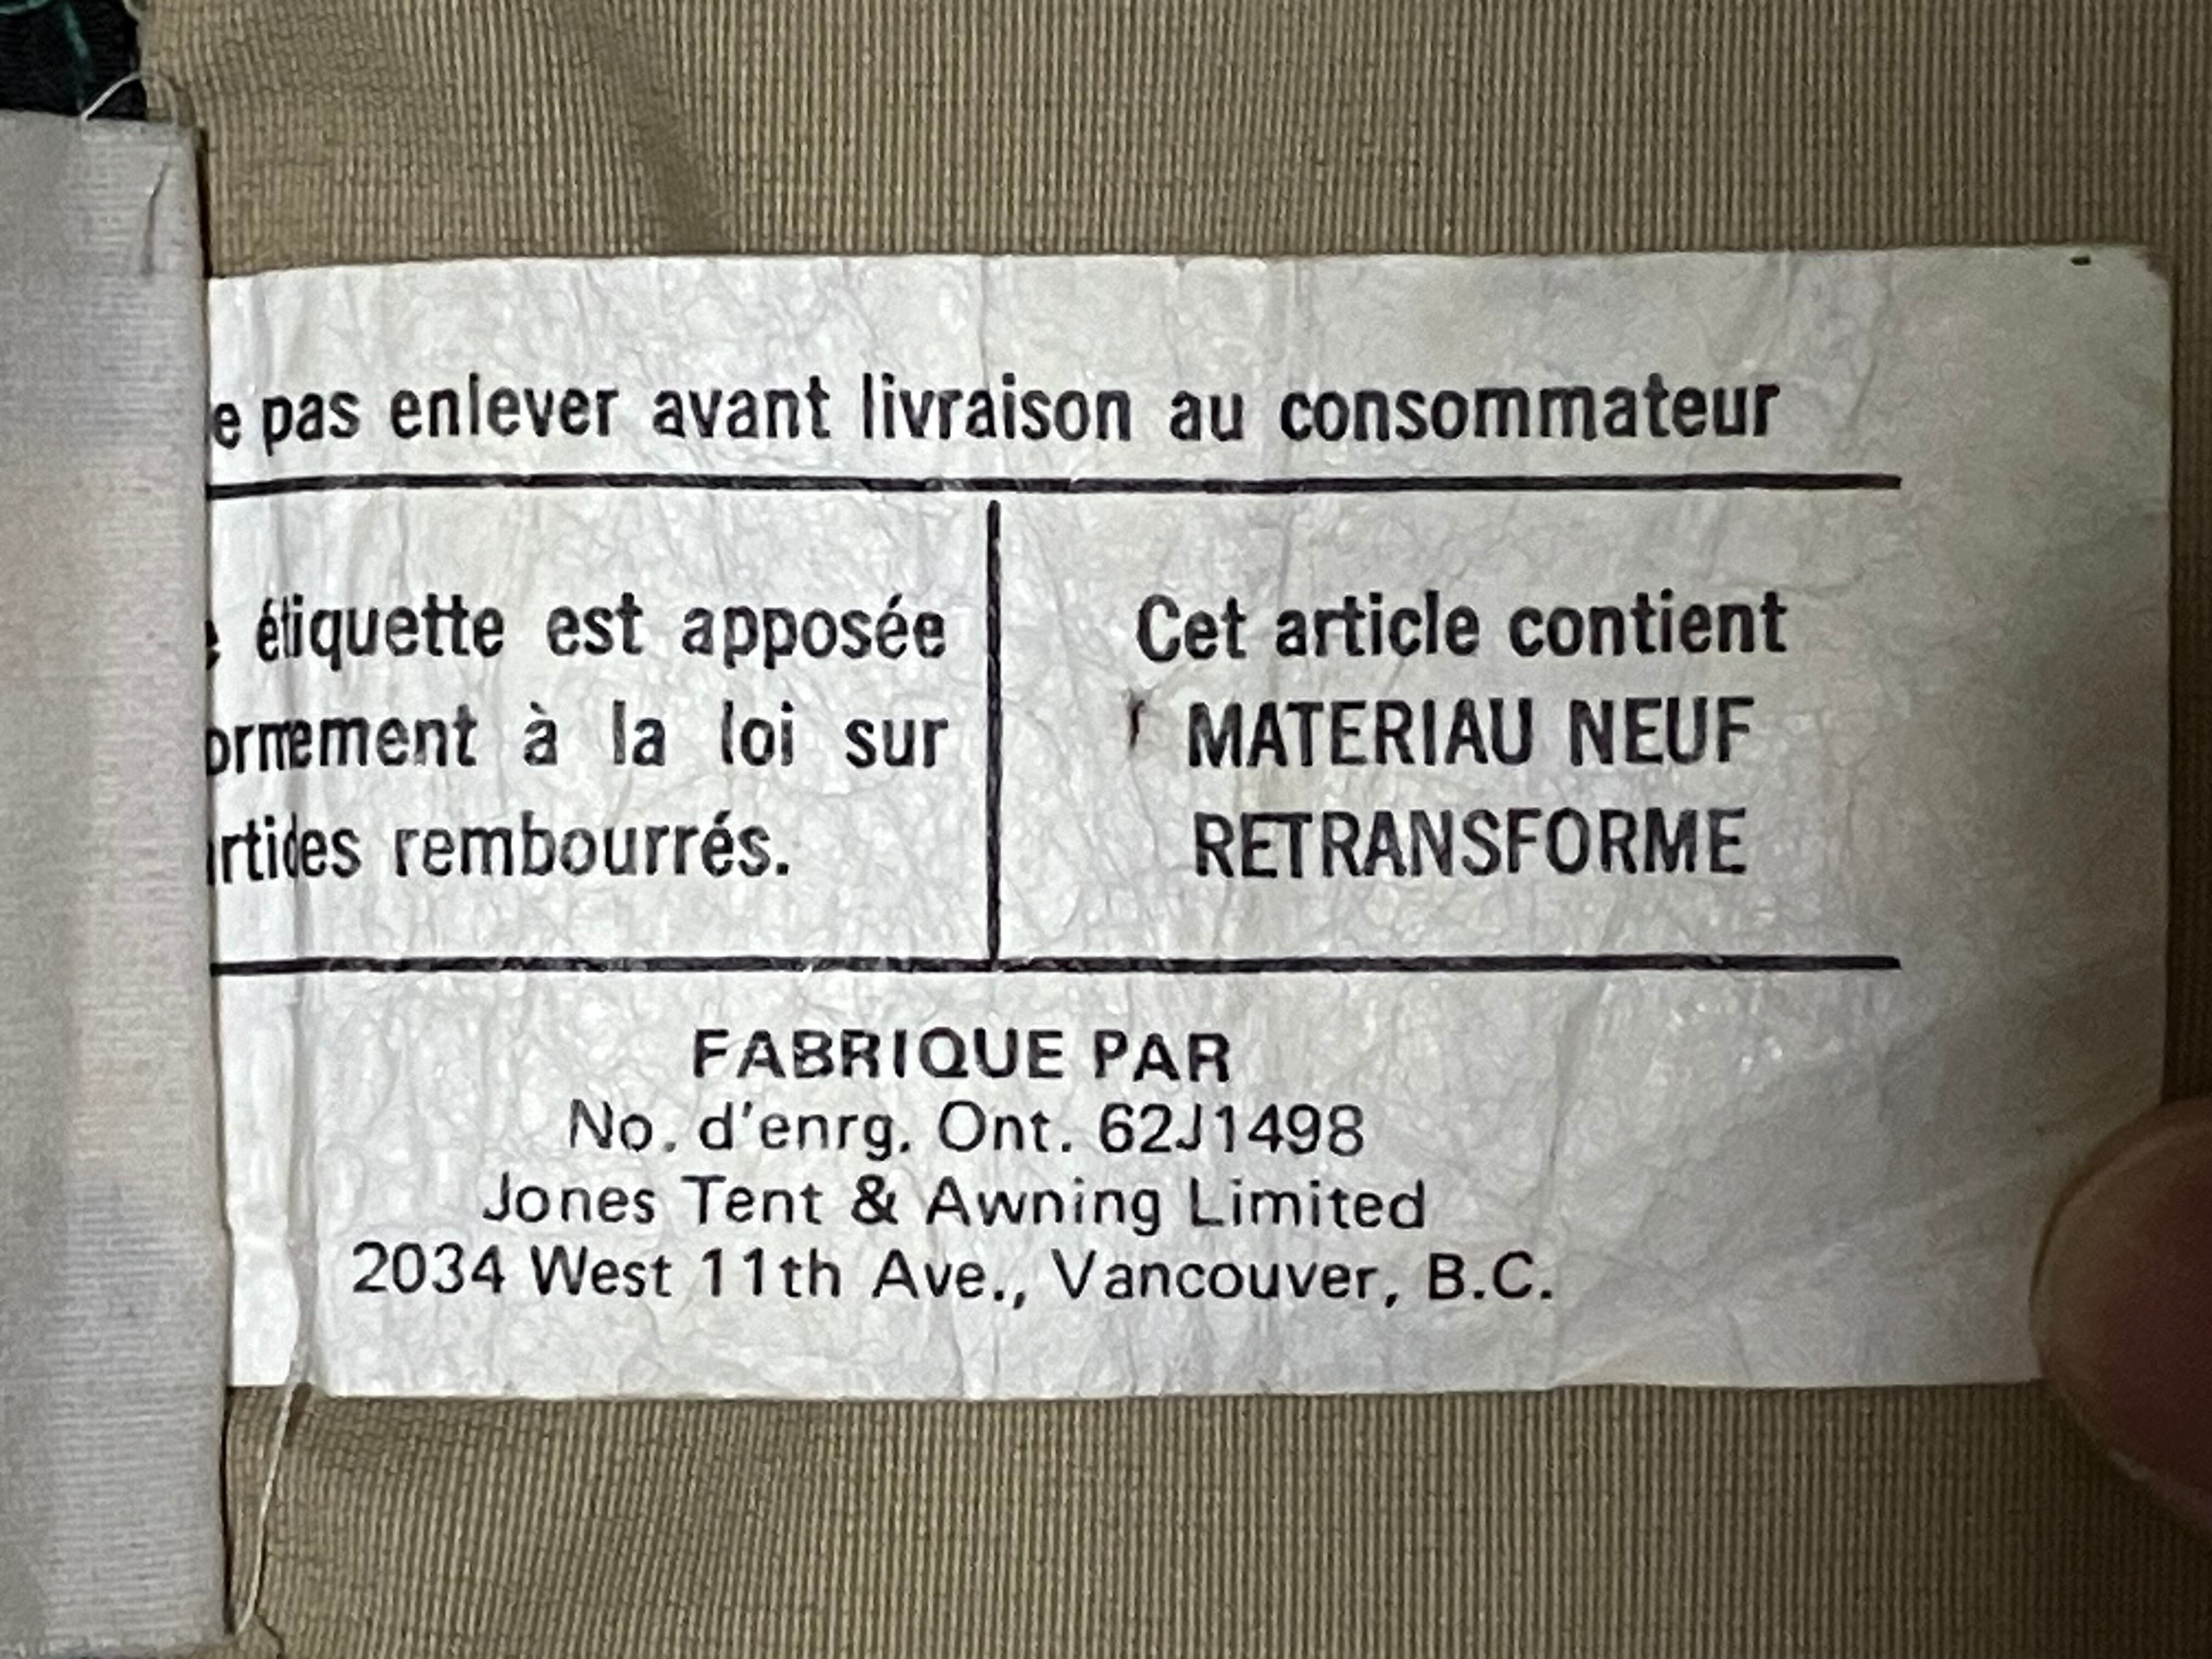 e pas enlever avant livraison au consommateur
étiquette est apposée
ormément à la loi sur
rticles rembourrés.
Cet article contient
MATERIAU NEUF
RETRANSFORME
FABRIQUE PAR
No. d'enrg. Ont. 62J1498
Jones Tent & Awning Limited
2034 West 11th Ave., Vancouver, B.C.